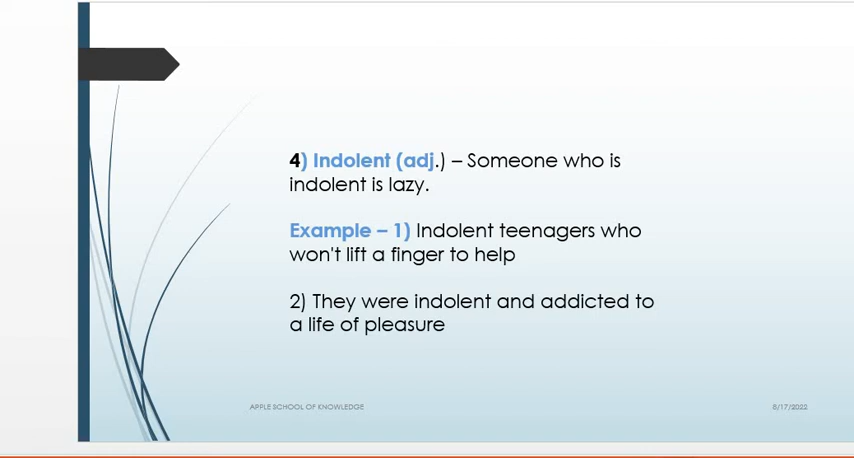 4) Indolent (adj.) – Someone who is
indolent is lazy.
Example – 1) Indolent teenagers who
won't lift a finger to help
2) They were indolent and addicted to
a life of pleasure
APPLE SCHOOL OF KNOWLEDGE
8/17/2022